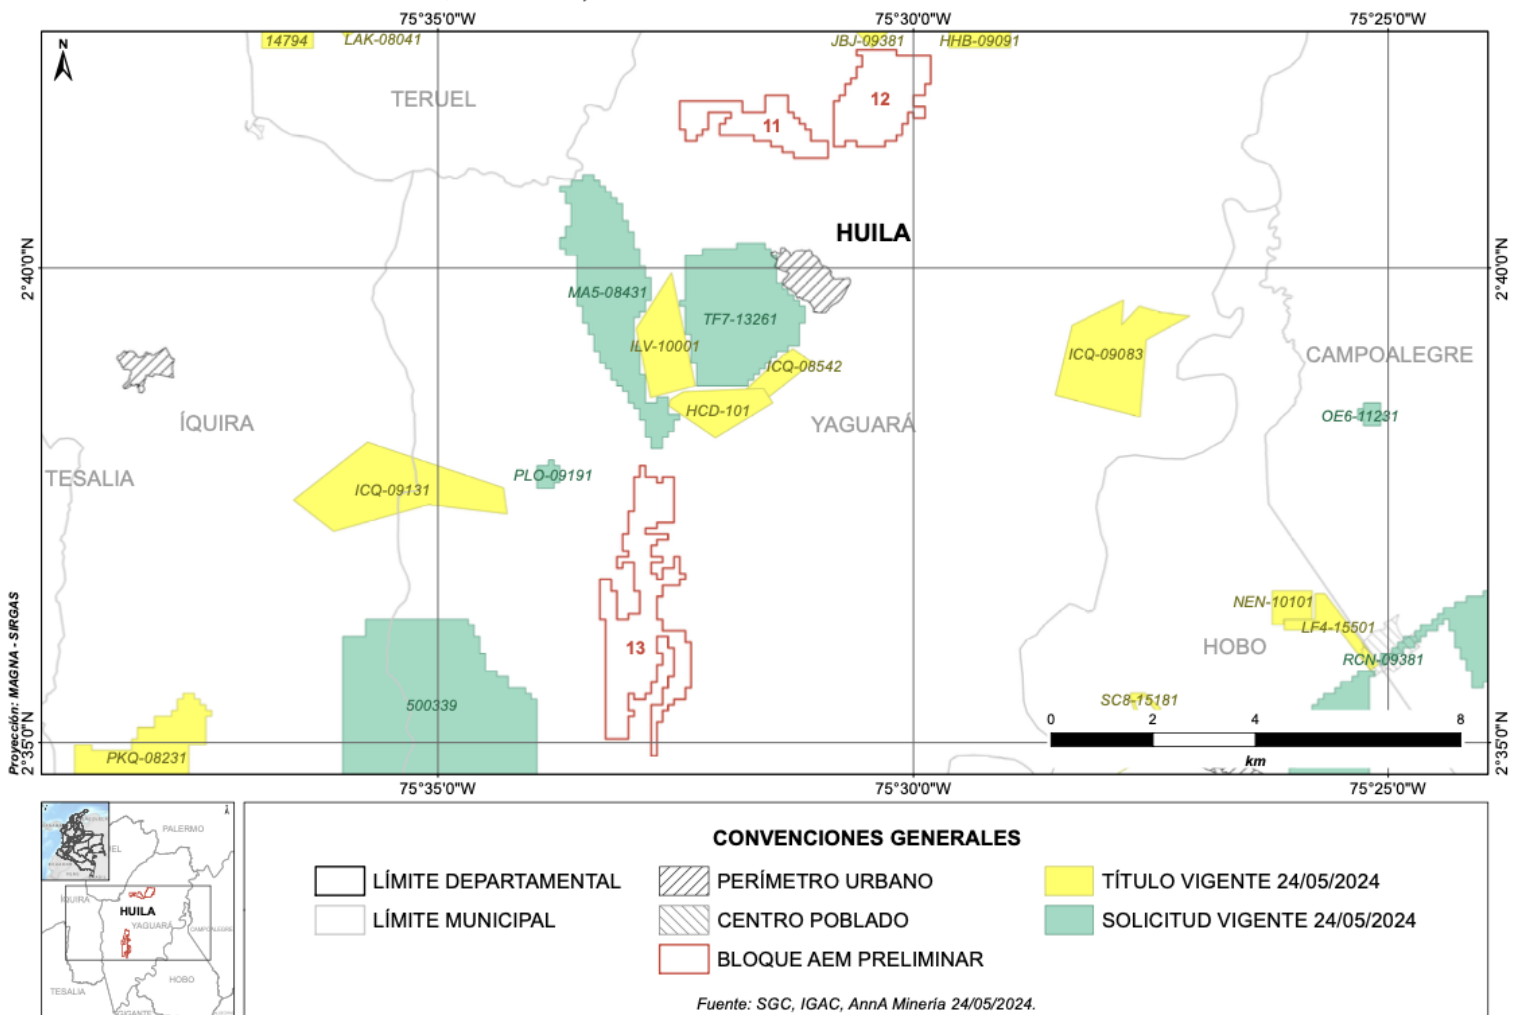 75°35'0"W
75°30'0"W
75°25'0"W
N
14794
LAK-08041
JBJ-09381
HHB-09091
TERUEL
12
11
HUILA
2°40'0"N
2°40'0"N
MA5-08431
TF7-13261
ILV-10001
ICQ-08542
ICQ-09083
CAMPOALEGRE
HCD-101
OE6-11231
ÍQUIRA
YAGUARÁ
TESALIA
PLO-09191
ICQ-09131
NEN-10101
LF4-15501
HOBO
13
RCN-09381
500339
SC8-15181
0
2
4
8
km
PKQ-08231
2°35'0"N
2°35'0"N
Proyección: MAGNA - SIRGAS
75°35'0"W
75°30'0"W
75°25'0"W
PALERMO
ÍQUIRA
HUILA
YAGUARÁ
CAMPOALEGRE
HOBO
TESALIA
GIGANTE
CONVENCIONES GENERALES
LÍMITE DEPARTAMENTAL
PERÍMETRO URBANO
TÍTULO VIGENTE 24/05/2024
LÍMITE MUNICIPAL
CENTRO POBLADO
SOLICITUD VIGENTE 24/05/2024
BLOQUE AEM PRELIMINAR
Fuente: SGC, IGAC, AnnA Minería 24/05/2024.